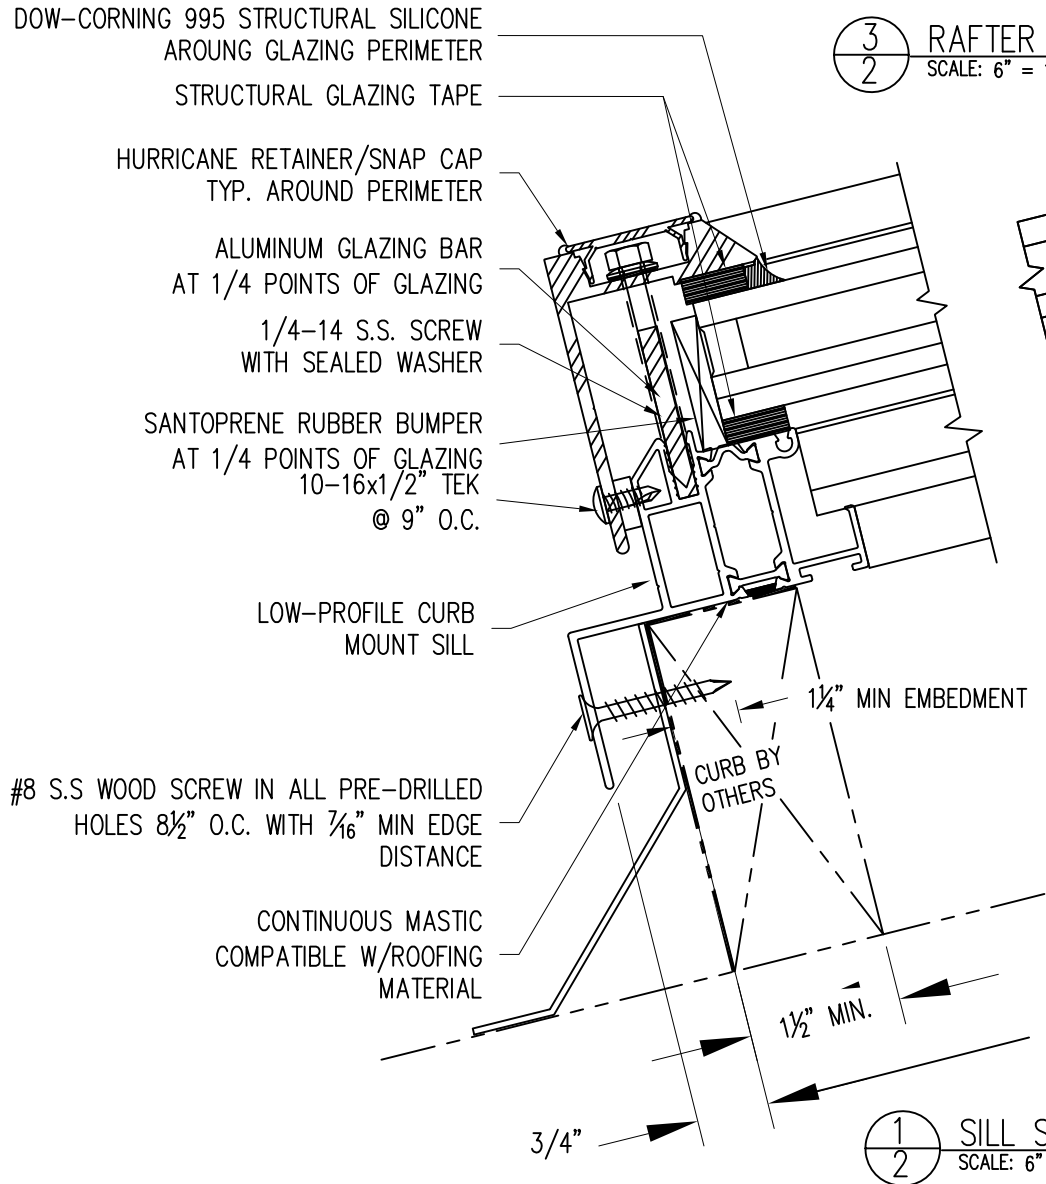 DOW-CORNING 995 STRUCTURAL SILICONE
AROUNG GLAZING PERIMETER
STRUCTURAL GLAZING TAPE
HURRICANE RETAINER/SNAP CAP
TYP. AROUND PERIMETER
ALUMINUM GLAZING BAR
AT 1/4 POINTS OF GLAZING
1/4-14 S.S. SCREW
WITH SEALED WASHER
SANTOPRENE RUBBER BUMPER
AT 1/4 POINTS OF GLAZING
10-16x1/2" TEK
@ 9" O.C.
LOW-PROFILE CURB
MOUNT SILL
#8 S.S WOOD SCREW IN ALL PRE-DRILLED
HOLES 8½" O.C. WITH 7⁄16" MIN EDGE
DISTANCE
CONTINUOUS MASTIC
COMPATIBLE W/ROOFING
MATERIAL
3
2
RAFTER
SCALE: 6" =
1¼" MIN EMBEDMENT
CURB BY
OTHERS
1½" MIN.
3/4"
1
2
SILL S
SCALE: 6"